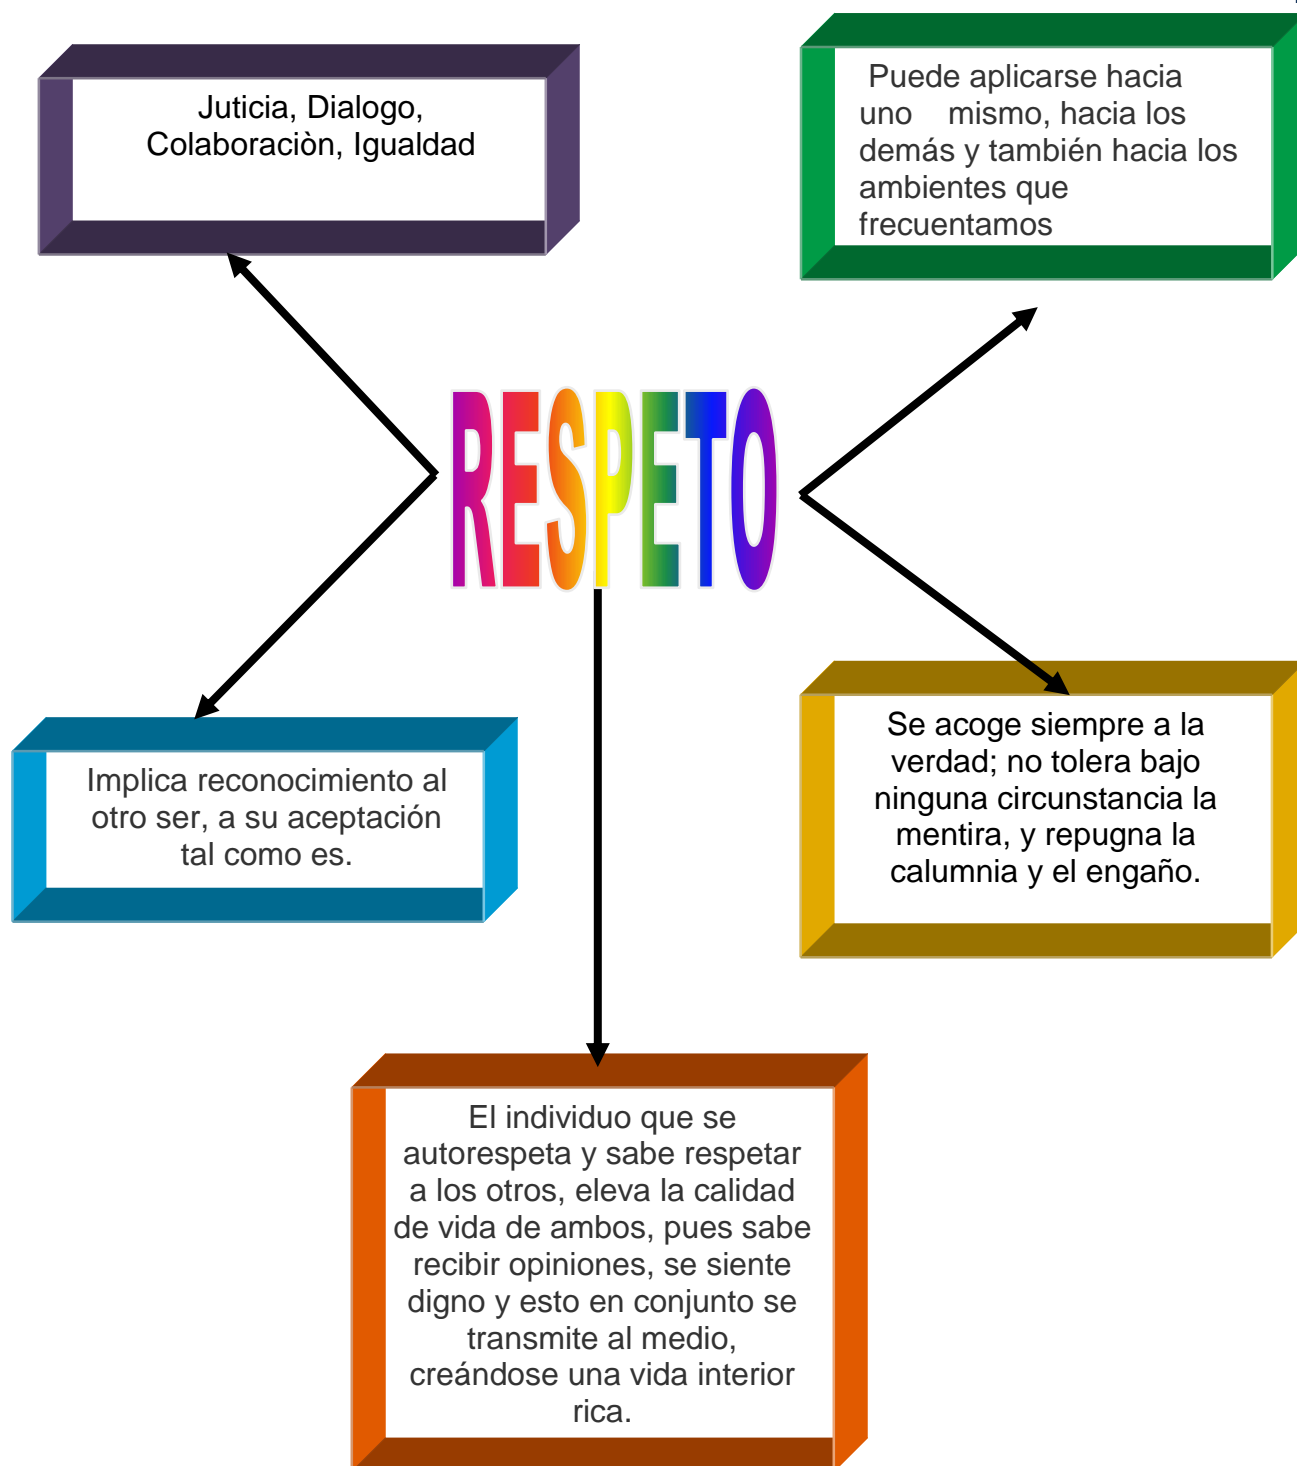 Juticia, Dialogo,
Colaboraciòn, Igualdad
Puede aplicarse hacia
uno mismo, hacia los
demás y también hacia los
ambientes que
frecuentamos
RESPETO
Implica reconocimiento al
otro ser, a su aceptación
tal como es.
Se acoge siempre a la
verdad; no tolera bajo
ninguna circunstancia la
mentira, y repugna la
calumnia y el engaño.
El individuo que se
autorespeta y sabe respetar
a los otros, eleva la calidad
de vida de ambos, pues sabe
recibir opiniones, se siente
digno y esto en conjunto se
transmite al medio,
creándose una vida interior
rica.